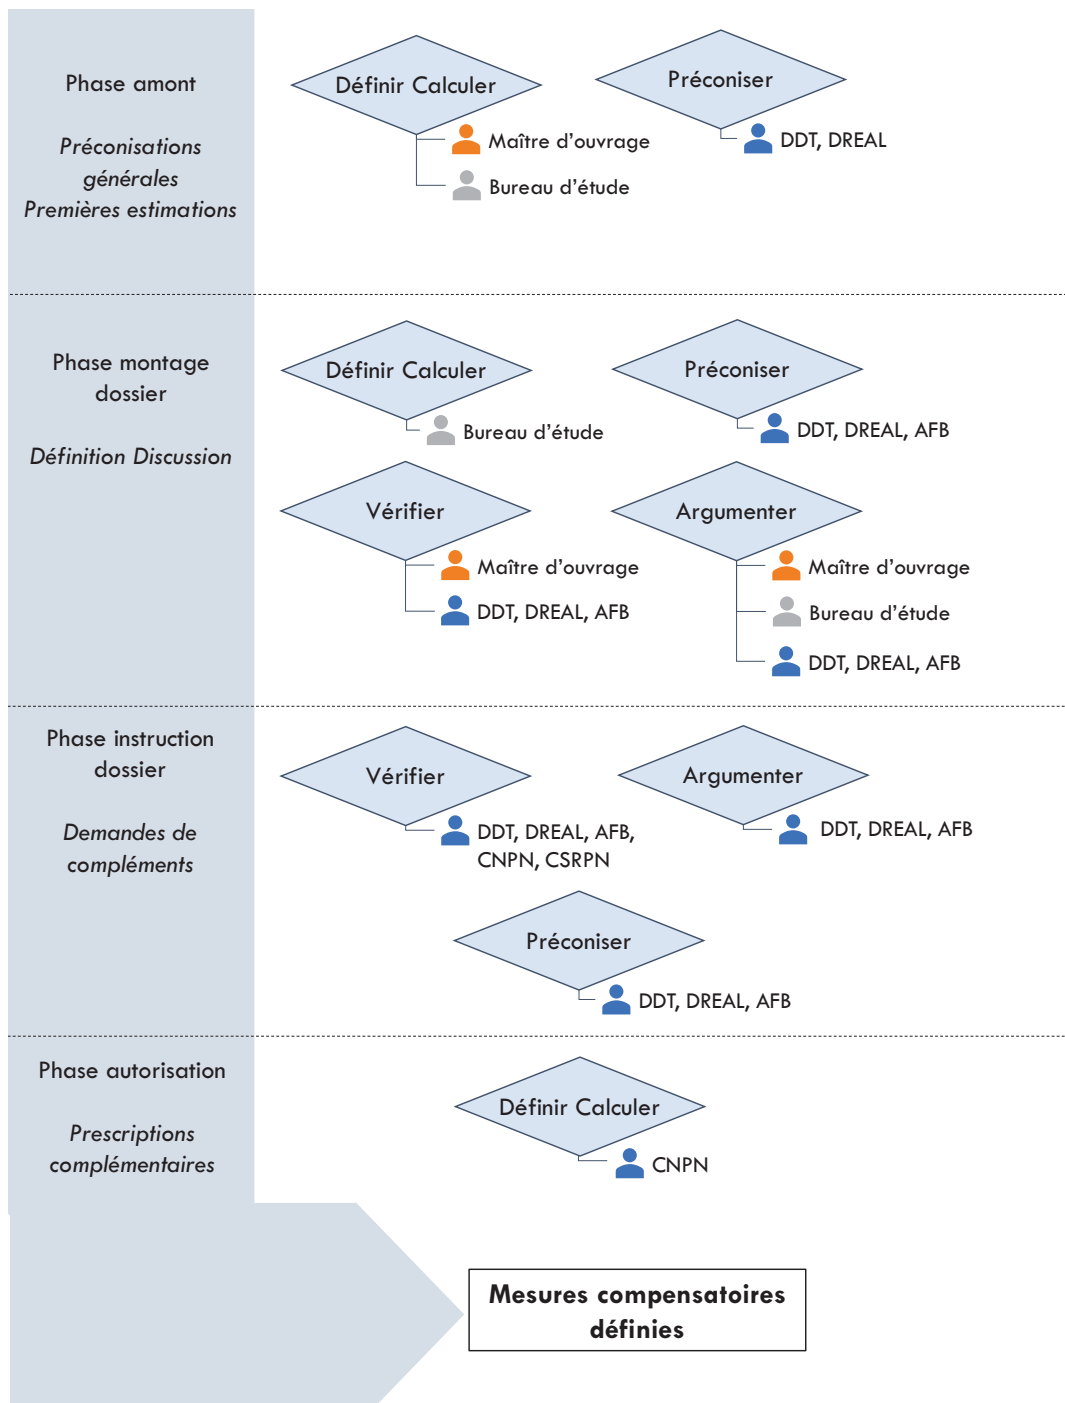 Phase amont
Préconisations
générales
Premières estimations
Définir Calculer
Maître d'ouvrage
Bureau d'étude
Préconiser
DDT, DREAL
Phase montage
dossier
Définition Discussion
Définir Calculer
Bureau d'étude
Préconiser
DDT, DREAL, AFB
Vérifier
Maître d'ouvrage
DDT, DREAL, AFB
Argumenter
Maître d'ouvrage
Bureau d'étude
DDT, DREAL, AFB
Phase instruction
dossier
Demandes de
compléments
Vérifier
DDT, DREAL, AFB,
CNPN, CSRPN
Argumenter
DDT, DREAL, AFB
Préconiser
DDT, DREAL, AFB
Phase autorisation
Prescriptions
complémentaires
Définir Calculer
CNPN
Mesures compensatoires
définies